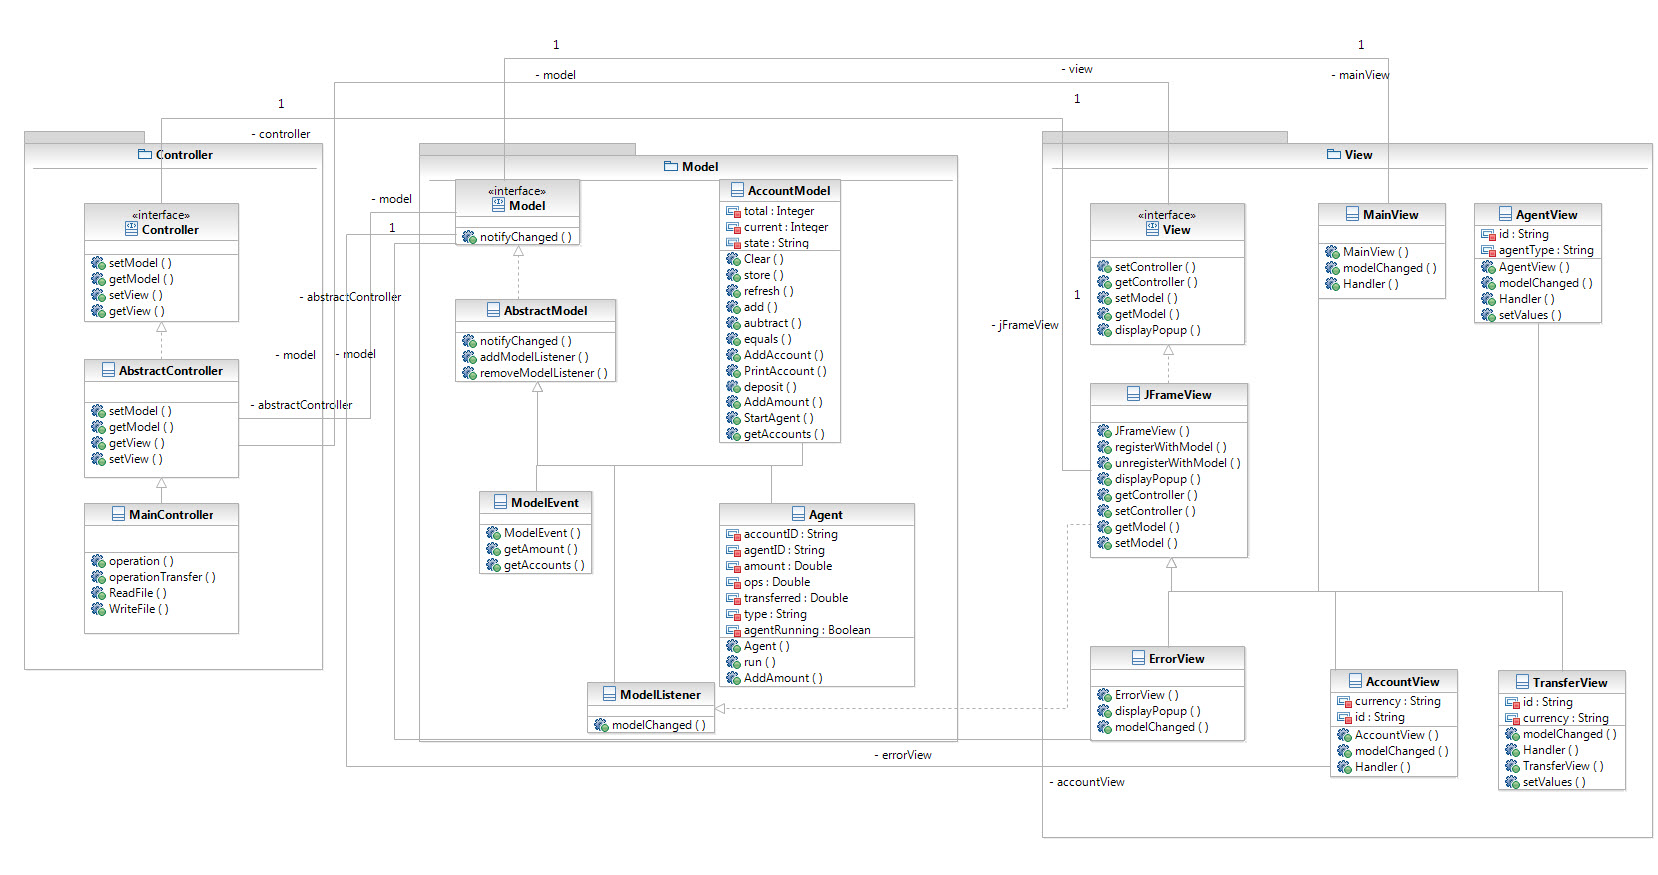 1
1
- model
- view
- mainView
1
1
- controller
Controller
«interface»
Controller
setModel ( )
getModel ( )
setView ( )
getView ( )
AbstractController
setModel ( )
getModel ( )
getView ( )
setView ( )
MainController
operation ( )
operationTransfer ( )
ReadFile ( )
WriteFile ( )
- model
1
- abstractController
- model
- model
- abstractController
Model
«interface»
Model
notifyChanged ( )
AbstractModel
notifyChanged ( )
addModelListener ( )
removeModelListener ( )
AccountModel
total : Integer
current : Integer
state : String
Clear ( )
store ( )
refresh ( )
add ( )
aubtract ( )
equals ( )
AddAccount ( )
PrintAccount ( )
deposit ( )
AddAmount ( )
StartAgent ( )
getAccounts ( )
ModelEvent
ModelEvent ( )
getAmount ( )
getAccounts ( )
Agent
accountID : String
agentID : String
amount : Double
ops : Double
transferred : Double
type : String
agentRunning : Boolean
Agent ( )
run ( )
AddAmount ( )
ModelListener
modelChanged ( )
- errorView
- accountView
1
- jFrameView
View
«interface»
View
setController ( )
getController ( )
setModel ( )
getModel ( )
displayPopup ( )
MainView
MainView ( )
modelChanged ( )
Handler ( )
AgentView
id : String
agentType : String
AgentView ( )
modelChanged ( )
Handler ( )
setValues ( )
JFrameView
JFrameView ( )
registerWithModel ( )
unregisterWithModel ( )
displayPopup ( )
getController ( )
setController ( )
getModel ( )
setModel ( )
ErrorView
ErrorView ( )
displayPopup ( )
modelChanged ( )
AccountView
currency : String
id : String
AccountView ( )
modelChanged ( )
Handler ( )
TransferView
id : String
currency : String
modelChanged ( )
Handler ( )
TransferView ( )
setValues ( )